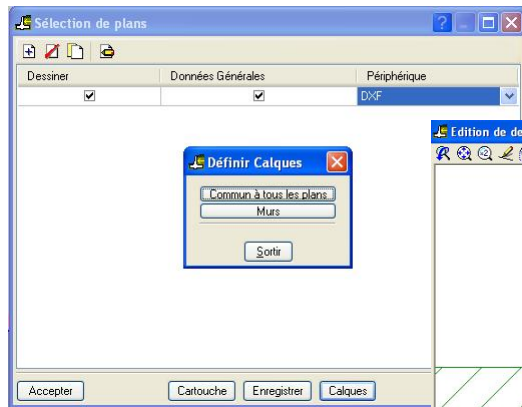 Sélection de plans
Dessiner Données Générales Périphérique
DXF
Edition de de
Définir Calques
Commun à tous les plans
Murs
Sortir
Accepter Cartouche Enregistrer Calques